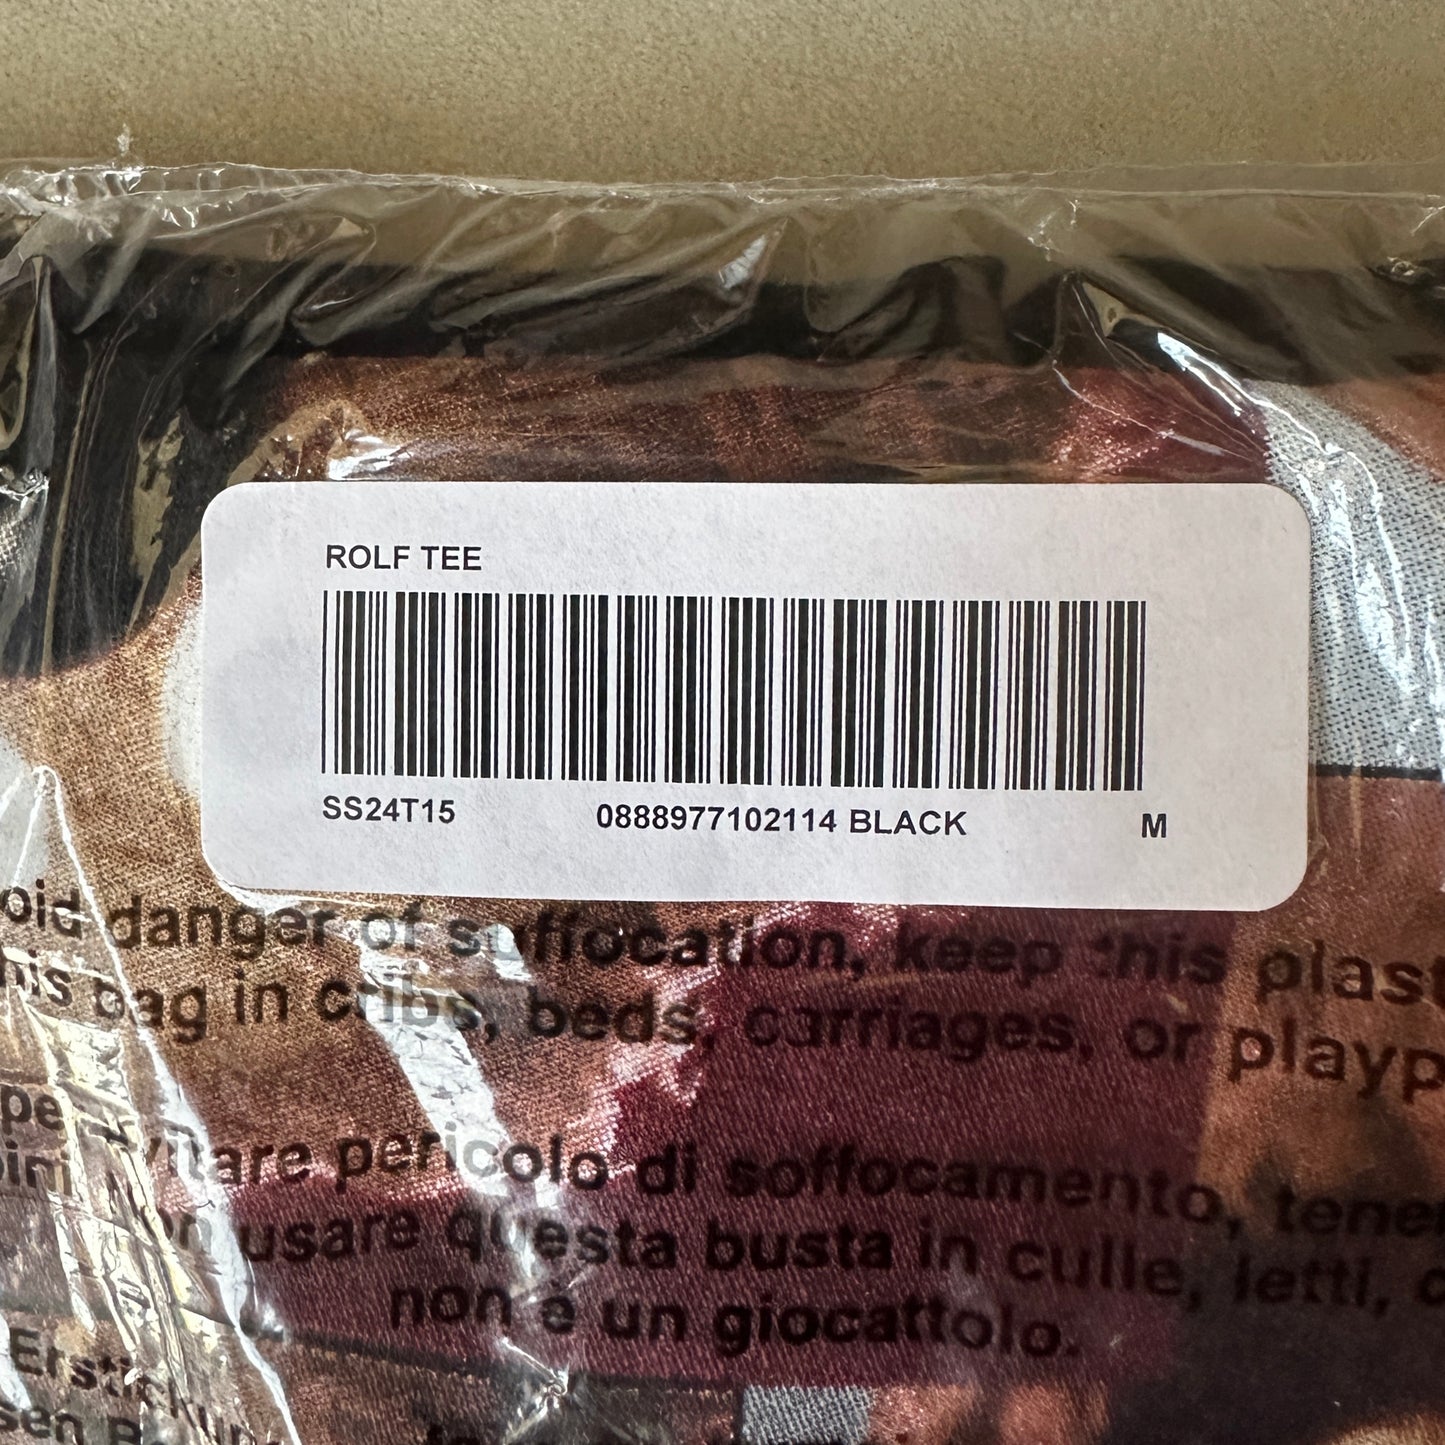 ROLF TEE
SS24T15 0888977102114 BLACK M
danger of suffocation, keep this
bag in cribs, beds, carriages, or
pericolo di soffocamento,
usare questa busta in culle, letti,
non è un giocattolo.